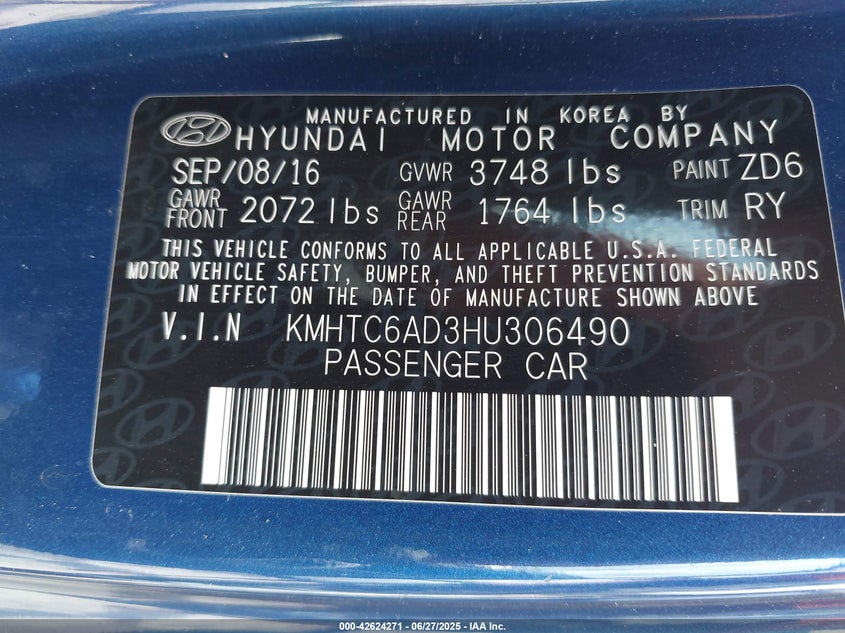 MANUFACTURED IN KOREA BY
HYUNDAI MOTOR COMPANY
SEP/08/16 GVWR 3748 lbs PAINT ZD6
GAWR FRONT 2072 lbs GAWR REAR 1764 lbs TRIM RY
THIS VEHICLE CONFORMS TO ALL APPLICABLE U.S.A. FEDERAL
MOTOR VEHICLE SAFETY, BUMPER, AND THEFT PREVENTION STANDARDS
IN EFFECT ON THE DATE OF MANUFACTURE SHOWN ABOVE
V.I.N KMHTC6AD3HU306490
PASSENGER CAR
000-42624271 - 06/27/2025 - IAA Inc.